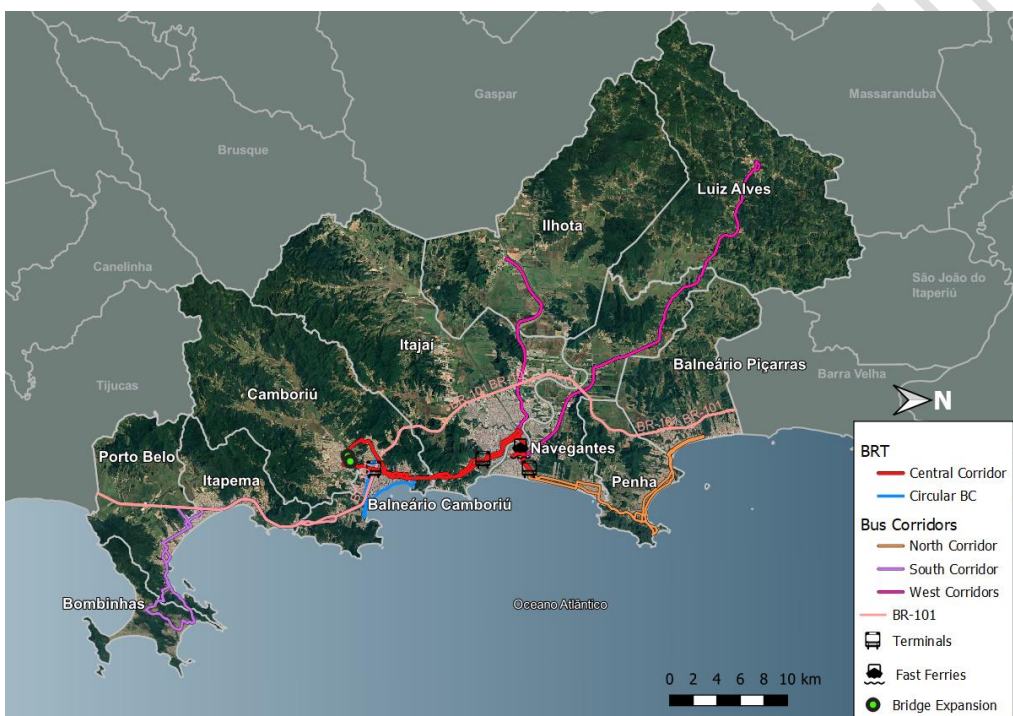 Gaspar
Massaranduba
Brusque
Luiz Alves
Ilhota
Canelinha
São João do
Itaperiú
Itajaí
Balneário Piçarras
Barra Velha
Tijucas
Camboriú
BR-101
BR-101
N
Porto Belo
Itapema
Navegantes
Penha
Balneário Camboriú
Bombinhas
Oceano Atlântico
BRT
Central Corridor
Circular BC
Bus Corridors
North Corridor
South Corridor
West Corridors
BR-101
Terminals
Fast Ferries
Bridge Expansion
0 2 4 6 8 10 km